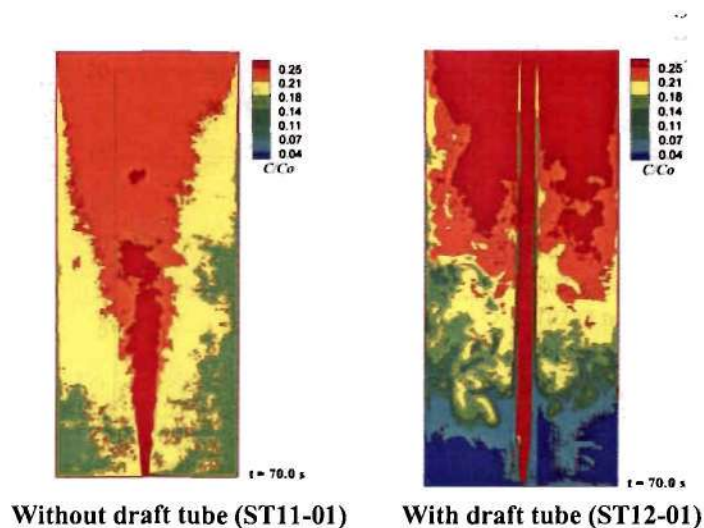 0.25
0.21
0.18
0.14
0.11
0.07
0.04
C/Co
t = 70.0 s
Without draft tube (ST11-01)
0.25
0.21
0.18
0.14
0.11
0.07
0.04
C/Co
t = 70.0 s
With draft tube (ST12-01)